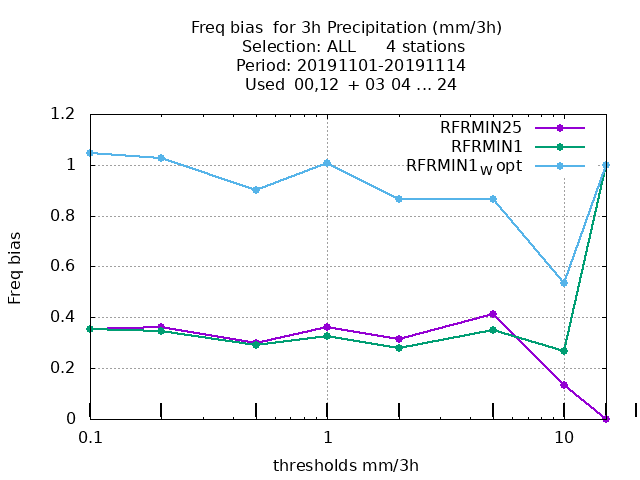 Freq bias  for 3h Precipitation (mm/3h)
Selection: ALL      4 stations
Period: 20191101-20191114
Used  00,12  + 03 04 ... 24
RFRMIN25
RFRMIN1
RFRMIN1w opt
1.2
1
0.8
0.6
0.4
0.2
0
Freq bias
0.1
1
10
thresholds mm/3h